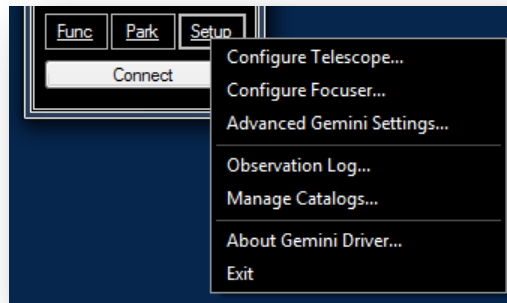 Func Park Setup
Connect
Configure Telescope...
Configure Focuser...
Advanced Gemini Settings...
Observation Log...
Manage Catalogs...
About Gemini Driver...
Exit